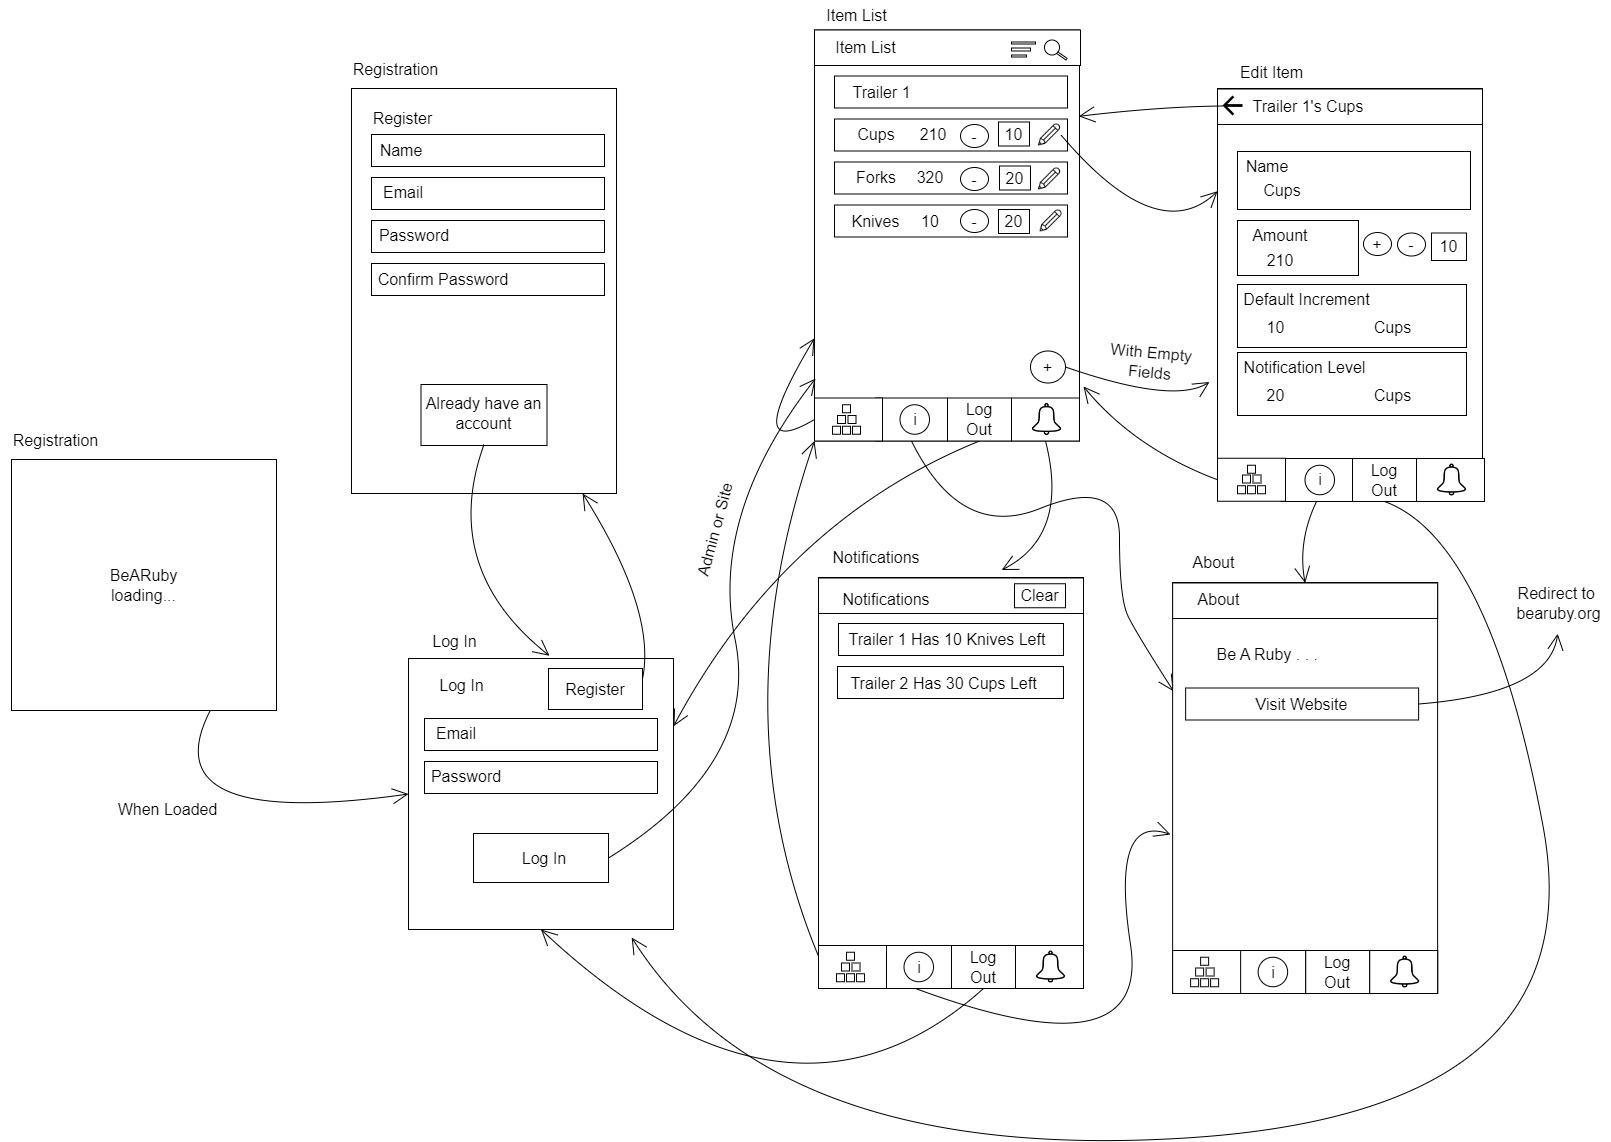 Registration
BeARuby
loading...
When Loaded
Registration
Register
Name
Email
Password
Confirm Password
Already have an
account
Log In
Log In
Register
Email
Password
Log In
Admin or Site
Item List
Item List
Trailer 1
Cups 210 - 10
Forks 320 - 20
Knives 10 - 20
+
i
Log
Out
With Empty
Fields
Edit Item
Trailer 1's Cups
Name
Cups
Amount
210
+ - 10
Default Increment
10 Cups
Notification Level
20 Cups
i
Log
Out
Notifications
Notifications
Clear
Trailer 1 Has 10 Knives Left
Trailer 2 Has 30 Cups Left
i
Log
Out
About
About
Be A Ruby . . .
Visit Website
i
Log
Out
Redirect to
bearuby.org